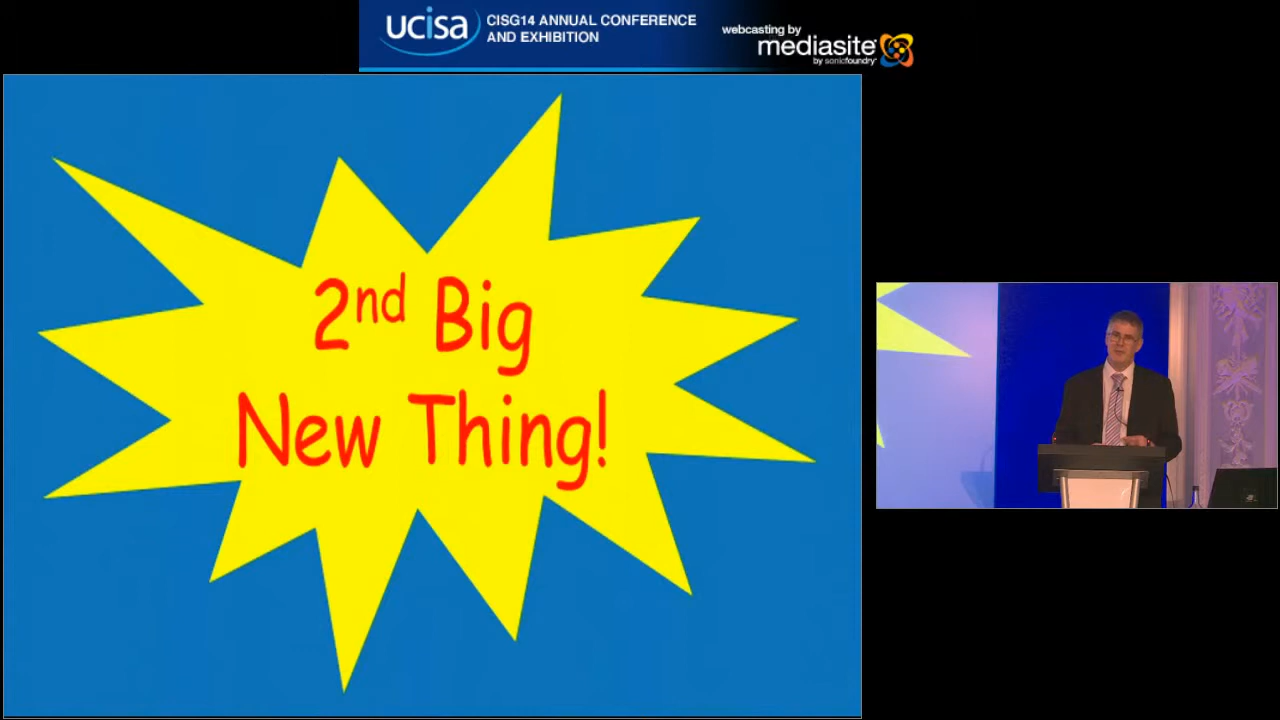 ucisa
CISG14 ANNUAL CONFERENCE
AND EXHIBITION
webcasting by
mediasite
by sonicfoundry
2nd Big
New Thing!